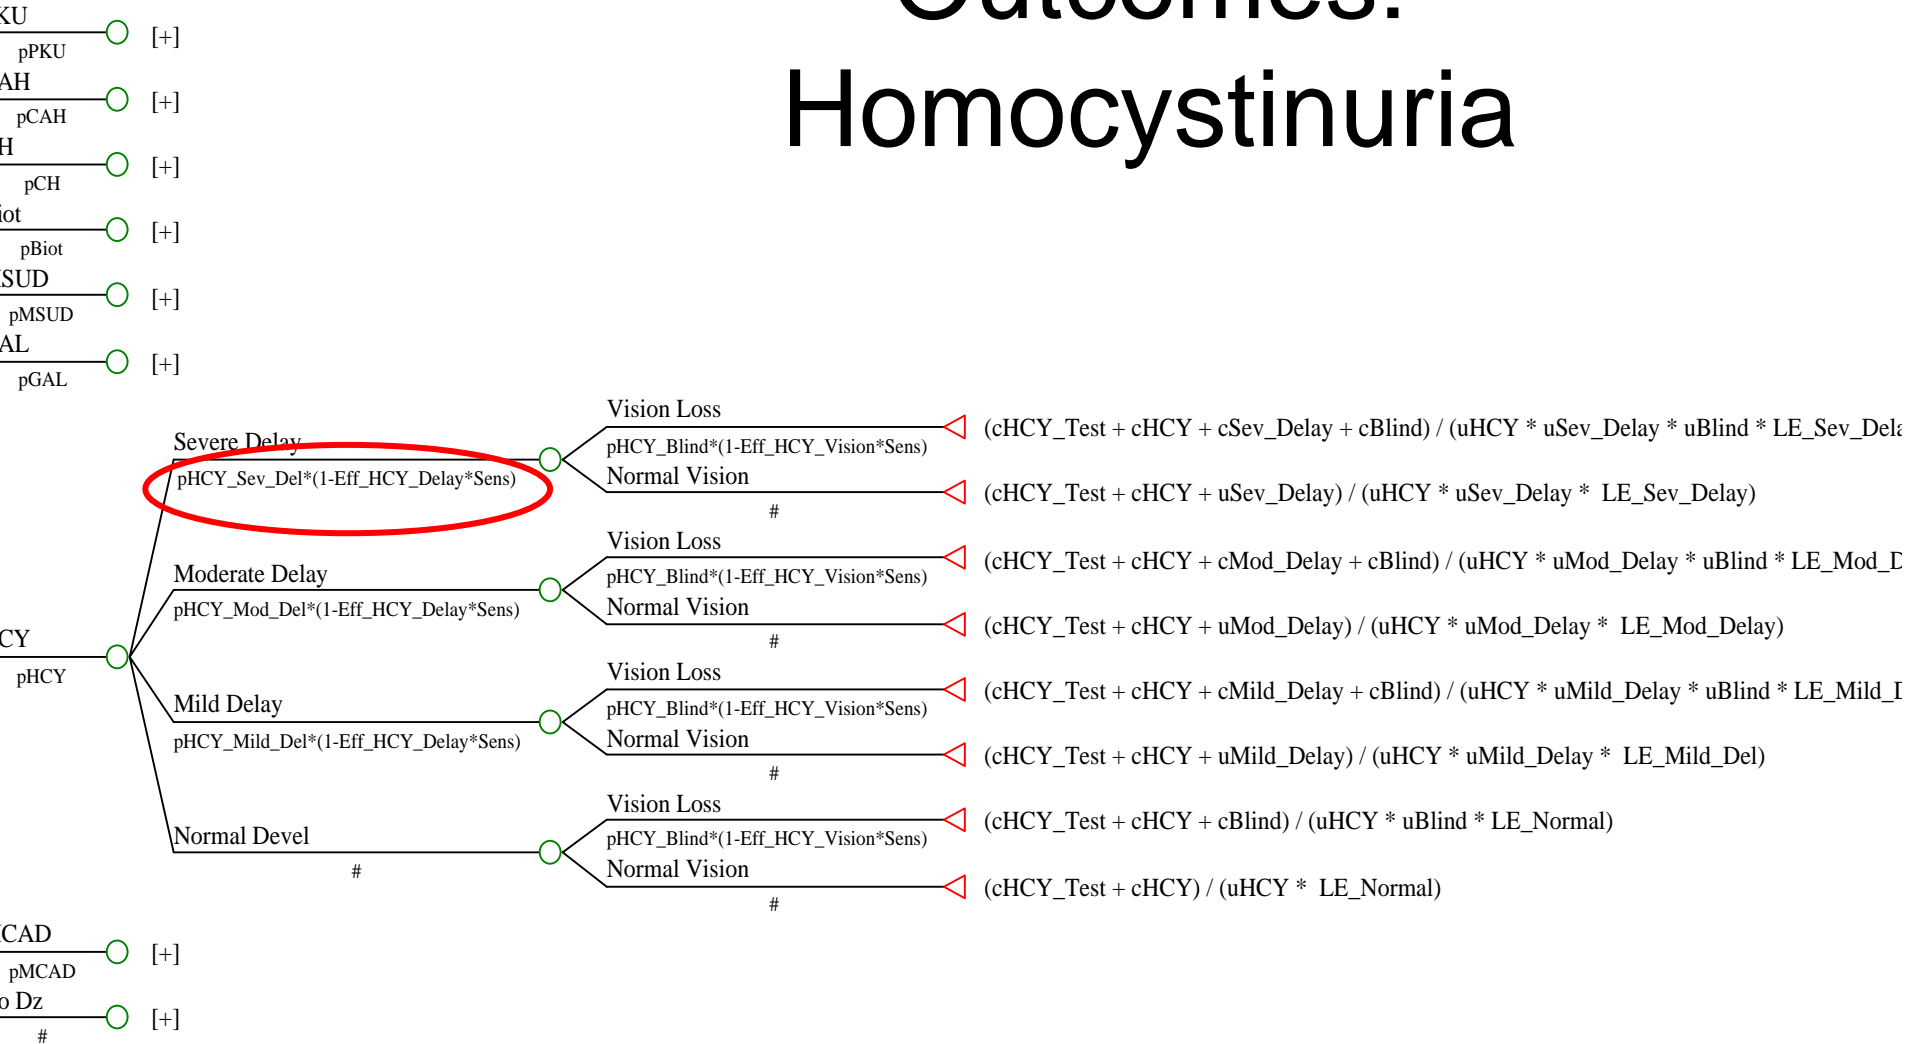 Outcomes:
Homocystinuria
KU
pPKU
[+]
AH
pCAH
[+]
H
pCH
[+]
iot
pBiot
[+]
SUD
pMSUD
[+]
AL
pGAL
[+]
Severe Delay
pHCY_Sev_Del*(1-Eff_HCY_Delay*Sens)
Vision Loss
pHCY_Blind*(1-Eff_HCY_Vision*Sens)
(cHCY_Test + cHCY + cSev_Delay + cBlind) / (uHCY * uSev_Delay * uBlind * LE_Sev_Dela
Normal Vision
#
(cHCY_Test + cHCY + uSev_Delay) / (uHCY * uSev_Delay * LE_Sev_Delay)
Moderate Delay
pHCY_Mod_Del*(1-Eff_HCY_Delay*Sens)
Vision Loss
pHCY_Blind*(1-Eff_HCY_Vision*Sens)
(cHCY_Test + cHCY + cMod_Delay + cBlind) / (uHCY * uMod_Delay * uBlind * LE_Mod_D
Normal Vision
#
(cHCY_Test + cHCY + uMod_Delay) / (uHCY * uMod_Delay * LE_Mod_Delay)
CY
pHCY
Mild Delay
pHCY_Mild_Del*(1-Eff_HCY_Delay*Sens)
Vision Loss
pHCY_Blind*(1-Eff_HCY_Vision*Sens)
(cHCY_Test + cHCY + cMild_Delay + cBlind) / (uHCY * uMild_Delay * uBlind * LE_Mild_D
Normal Vision
#
(cHCY_Test + cHCY + uMild_Delay) / (uHCY * uMild_Delay * LE_Mild_Del)
Normal Devel
#
Vision Loss
pHCY_Blind*(1-Eff_HCY_Vision*Sens)
(cHCY_Test + cHCY + cBlind) / (uHCY * uBlind * LE_Normal)
Normal Vision
#
(cHCY_Test + cHCY) / (uHCY * LE_Normal)
CAD
pMCAD
[+]
o Dz
#
[+]